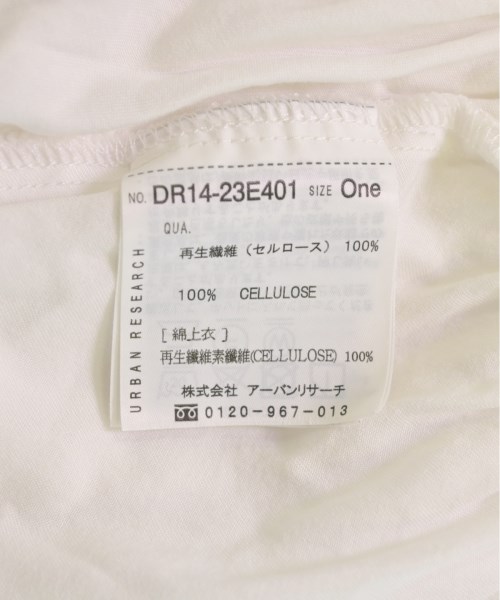 NO. DR14-23E401 SIZE One
QUA.
再生繊維（セルロース） 100%
100% CELLULOSE
[ 綿上衣 ]
再生繊維素繊維(CELLULOSE) 100%
株式会社 アーバンリサーチ
0120-967-013
URBAN RESEARCH